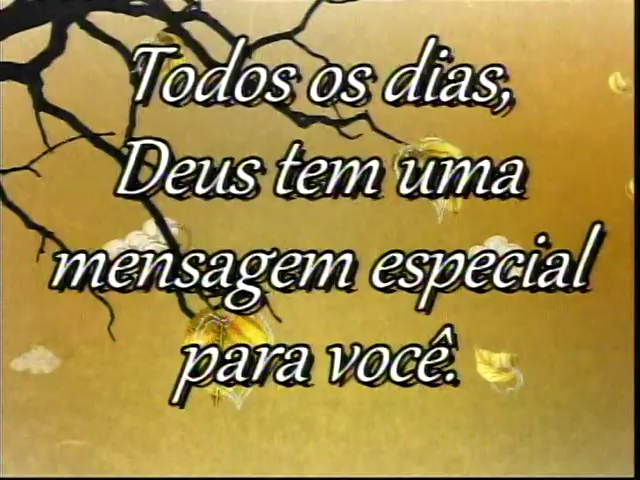 Todos os dias,
Deus tem uma
mensagem especial
para você.